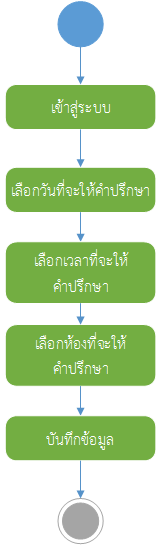 เข้าสู่ระบบ
เลือกวันที่จะให้คำปรึกษา
เลือกเวลาที่จะให้
คำปรึกษา
เลือกห้องที่จะให้
คำปรึกษา
บันทึกข้อมูล